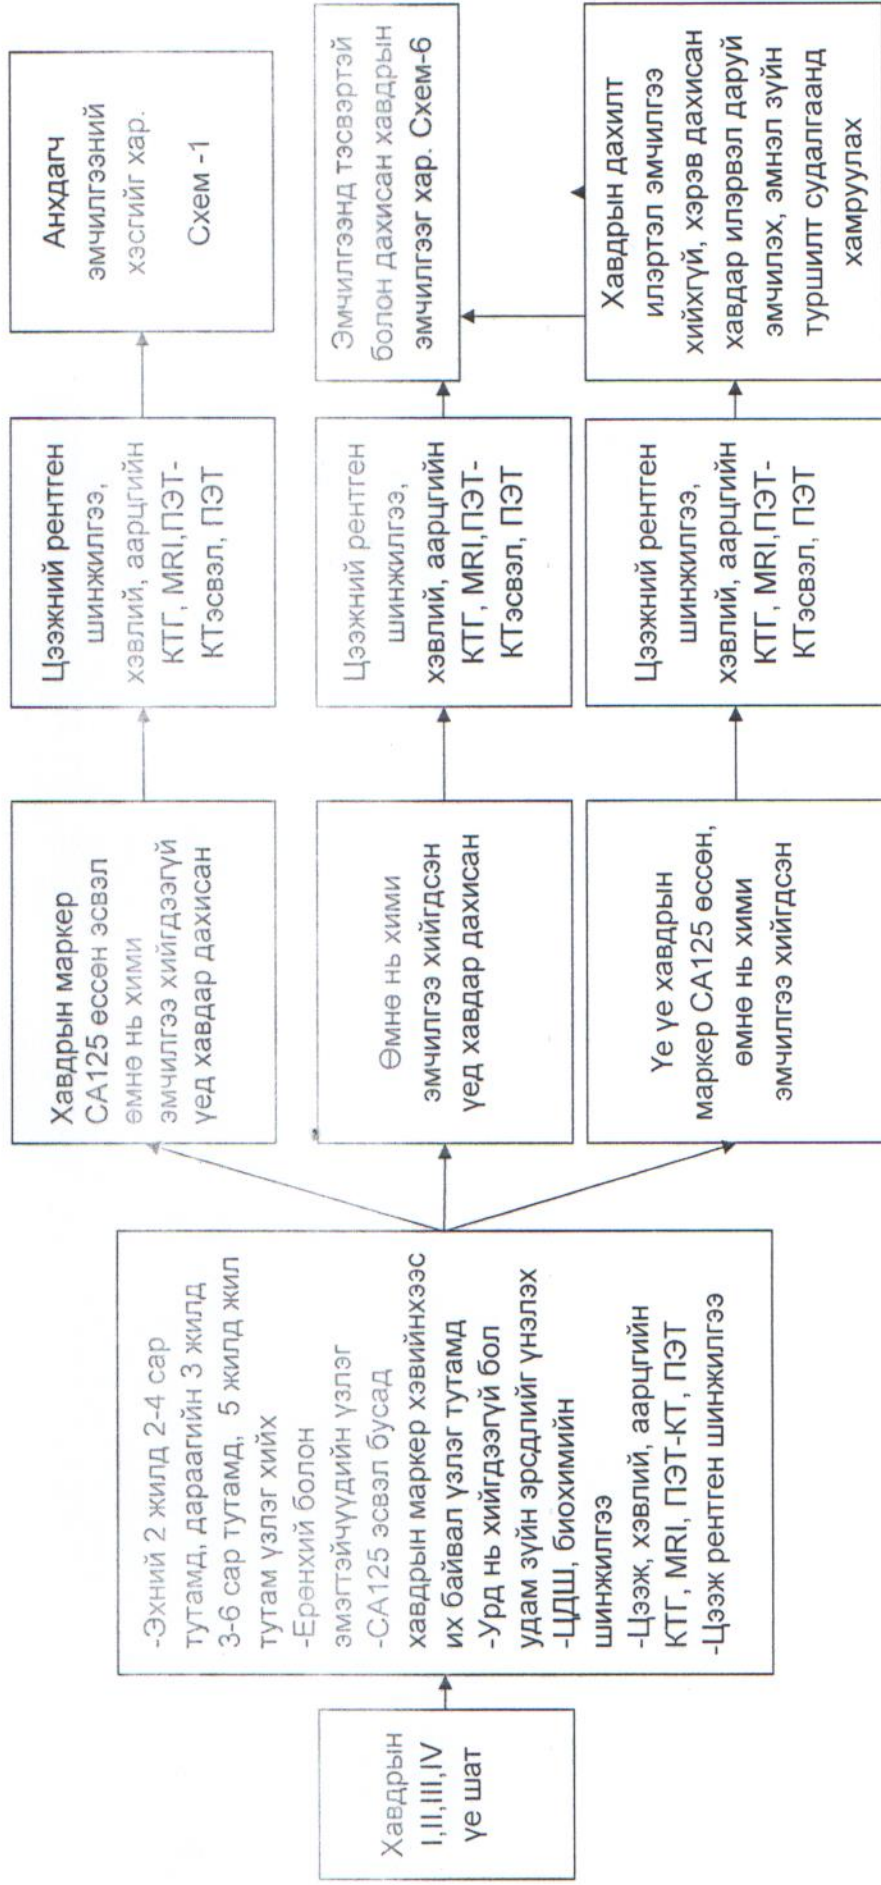 Хавдрын
I,II,III,IV
үе шат
-Эхний 2 жилд 2-4 сар
тутамд, дараагийн 3 жилд
3-6 сар тутамд, 5 жилд жил
тутам үзлэг хийх
-Ерөнхий болон
эмэгтэйчүүдийн үзлэг
-СА125 эсвэл бусад
хавдрын маркер хэвийнхээс
их байвал үзлэг тутамд
-Урд нь хийгдээгүй бол
удам зүйн эрсдлийг үнэлэх
-ЦДШ, биохимийн
шинжилгээ
-Цээж, хэвлий, аарцгийн
КТГ, MRI, ПЭТ-КТ, ПЭТ
-Цээж рентген шинжилгээ
Хавдрын маркер
СА125 өссөн эсвэл
өмнө нь хими
эмчилгээ хийгдээгүй
үед хавдар дахисан
Цээжний рентген
шинжилгээ,
хэвлий, аарцгийн
КТГ, MRI,ПЭТ-
КТэсвэл, ПЭТ
Анхдагч
эмчилгээний
хэсгийг хар.
Схем -1
Өмнө нь хими
эмчилгээ хийгдсэн
үед хавдар дахисан
Цээжний рентген
шинжилгээ,
хэвлий, аарцгийн
КТГ, MRI,ПЭТ-
КТэсвэл, ПЭТ
Эмчилгээнд тэсвэртэй
болон дахисан хавдрын
эмчилгээг хар. Схем-6
Үе үе хавдрын
маркер СА125 өссөн,
өмнө нь хими
эмчилгээ хийгдсэн
Цээжний рентген
шинжилгээ,
хэвлий, аарцгийн
КТГ, MRI,ПЭТ-
КТэсвэл, ПЭТ
Хавдрын дахилт
илэртэл эмчилгээ
хийхгүй, хэрэв дахисан
хавдар илэрвэл даруй
эмчилэх, эмнэл зүйн
туршилт судалгаанд
хамруулах